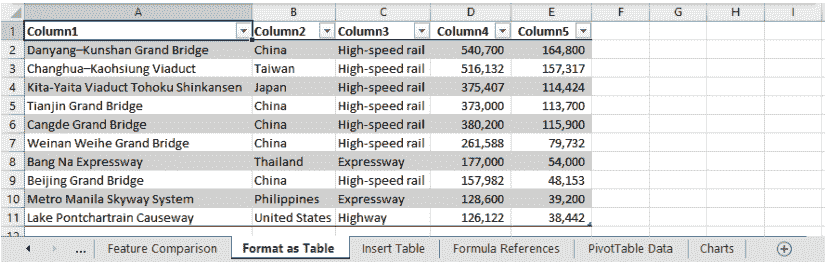 A B C D E F G H I
1 Column1 Column2 Column3 Column4 Column5
2 Danyang–Kunshan Grand Bridge China High-speed rail 540,700 164,800
3 Changhua–Kaohsiung Viaduct Taiwan High-speed rail 516,132 157,317
4 Kita-Yaita Viaduct Tohoku Shinkansen Japan High-speed rail 375,407 114,424
5 Tianjin Grand Bridge China High-speed rail 373,000 113,700
6 Cangde Grand Bridge China High-speed rail 380,200 115,900
7 Weinan Weihe Grand Bridge China High-speed rail 261,588 79,732
8 Bang Na Expressway Thailand Expressway 177,000 54,000
9 Beijing Grand Bridge China High-speed rail 157,982 48,153
10 Metro Manila Skyway System Philippines Expressway 128,600 39,200
11 Lake Pontchartrain Causeway United States Highway 126,122 38,442
... Feature Comparison Format as Table Insert Table Formula References PivotTable Data Charts